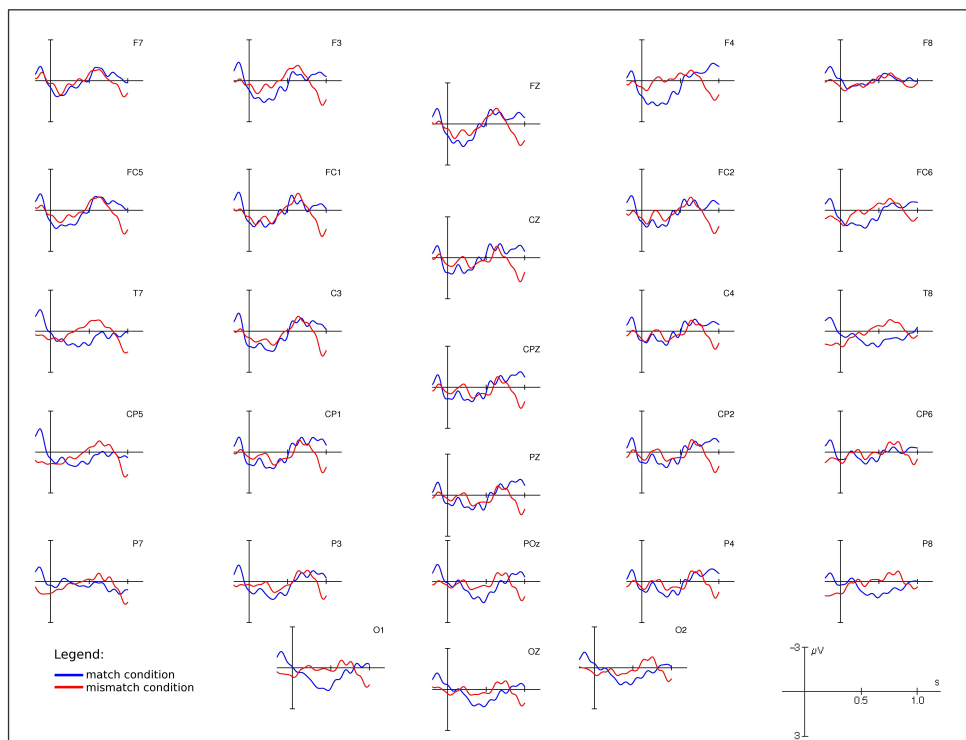 F7
F3
F4
F8
FZ
FC5
FC1
FC2
FC6
CZ
T7
C3
C4
T8
CPZ
CP5
CP1
CP2
CP6
PZ
P7
P3
POz
P4
P8
O1
O2
OZ
Legend:
match condition
mismatch condition
−3
μV
s
0.5 1.0
3